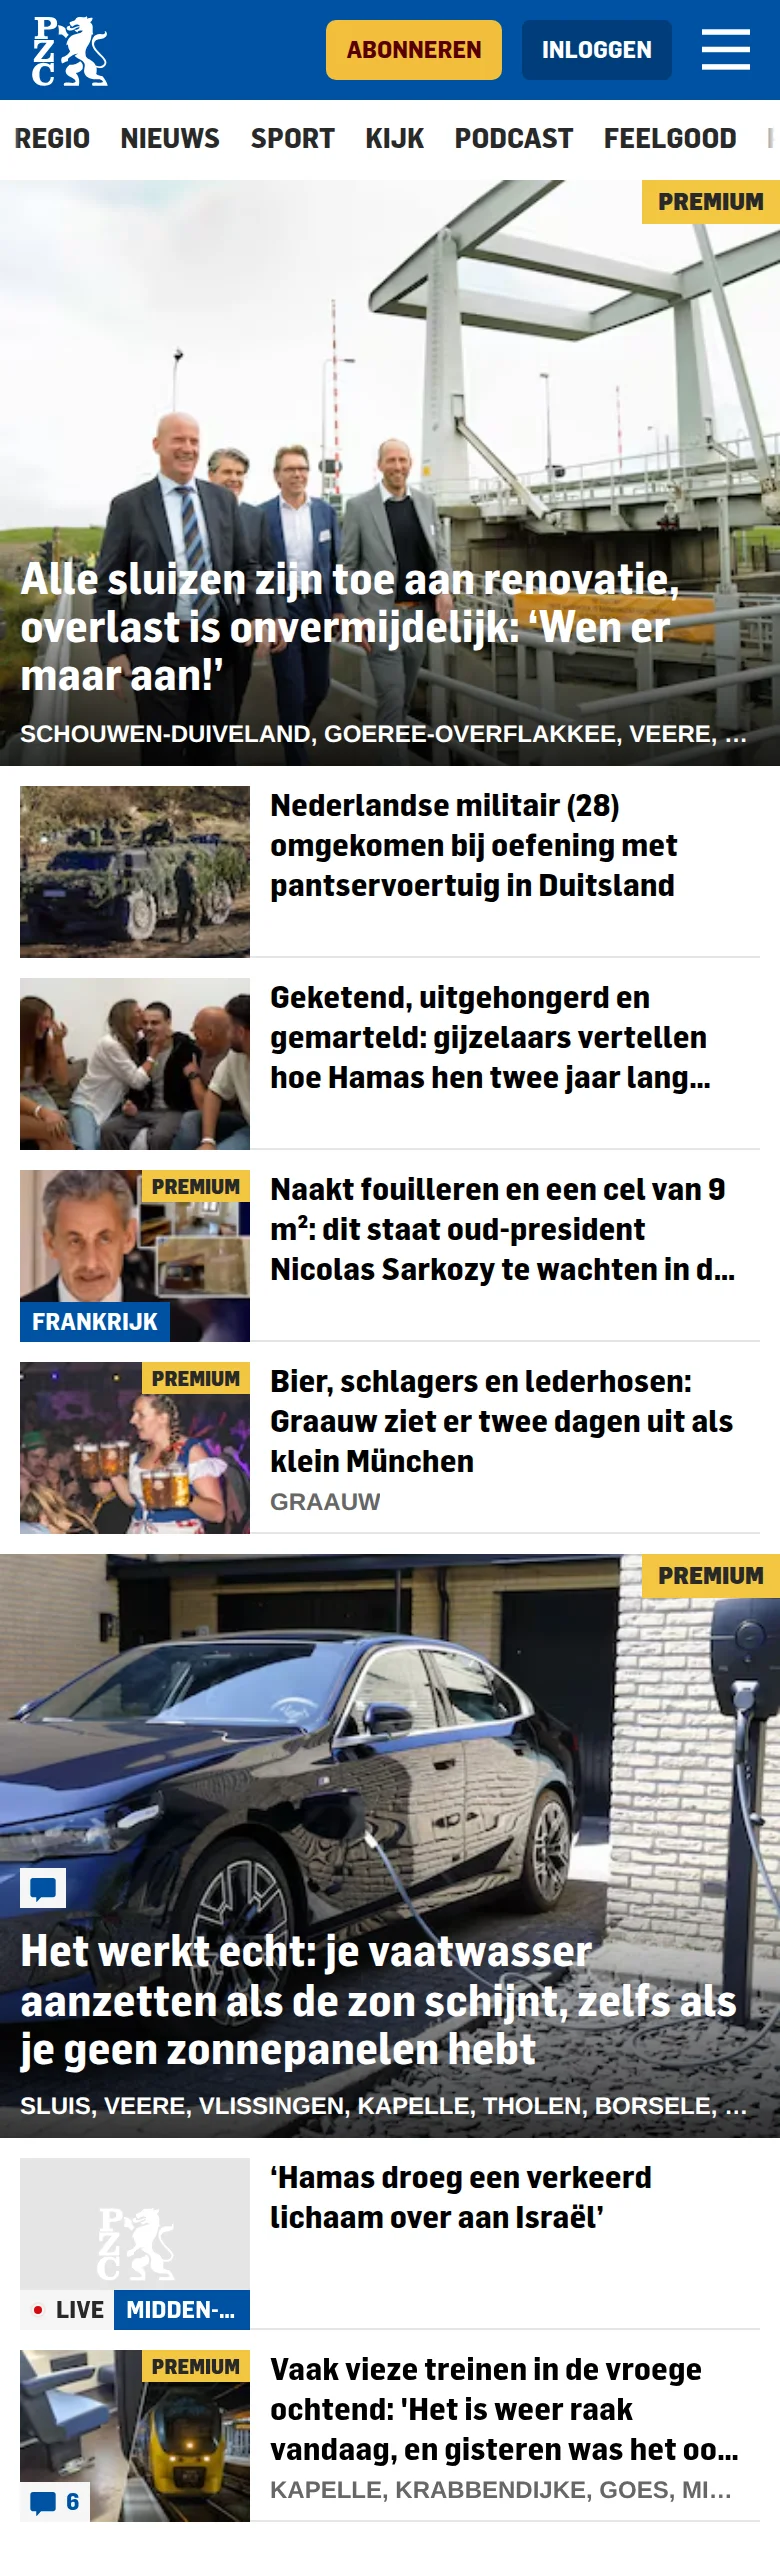 PZC
ABONNEREN
INLOGGEN
REGIO NIEUWS SPORT KIJK PODCAST FEELGOOD
PREMIUM
Alle sluizen zijn toe aan renovatie,
overlast is onvermijdelijk: ‘Wen er
maar aan!’
SCHOUWEN-DUIVELAND, GOEREE-OVERFLAKKEE, VEERE, ...
Nederlandse militair (28)
omgekomen bij oefening met
pantservoertuig in Duitsland
Geketend, uitgehongerd en
gemarteld: gijzelaars vertellen
hoe Hamas hen twee jaar lang...
PREMIUM
FRANKRIJK
Naakt fouilleren en een cel van 9
m²: dit staat oud-president
Nicolas Sarkozy te wachten in d...
PREMIUM
Bier, schlagers en lederhosen:
Graauw ziet er twee dagen uit als
klein München
GRAAUW
PREMIUM
Het werkt echt: je vaatwasser
aanzetten als de zon schijnt, zelfs als
je geen zonnepanelen hebt
SLUIS, VEERE, VLISSINGEN, KAPELLE, THOLEN, BORSELE, ...
PZC
LIVE
MIDDEN-...
‘Hamas droeg een verkeerd
lichaam over aan Israël’
PREMIUM
6
Vaak vieze treinen in de vroege
ochtend: 'Het is weer raak
vandaag, en gisteren was het oo...
KAPELLE, KRABBENDIJKE, GOES, MI...